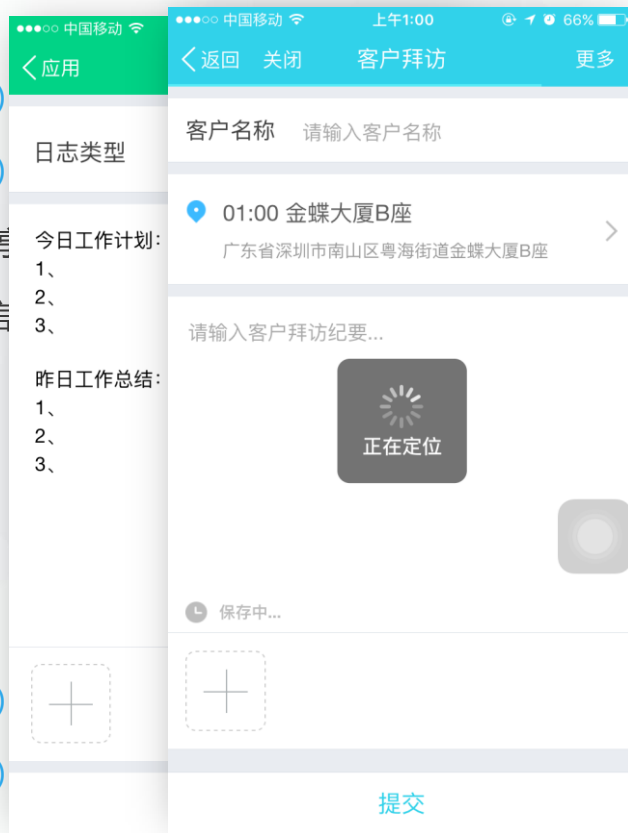 中国移动
应用
日志类型
今日工作计划：
1、
2、
3、
昨日工作总结：
1、
2、
3、
中国移动 上午1:00 66%
返回 关闭 客户拜访 更多
客户名称 请输入客户名称
01:00 金蝶大厦B座
广东省深圳市南山区粤海街道金蝶大厦B座
请输入客户拜访纪要...
正在定位
保存中...
提交